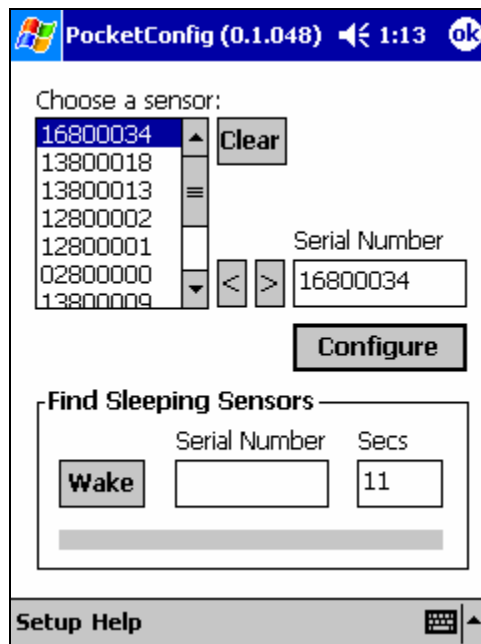 PocketConfig (0.1.048) 1:13 ok
Choose a sensor:
16800034
13800018
13800013
12800002
12800001
02800000
13800009
Clear
Serial Number
< > 16800034
Configure
Find Sleeping Sensors
Serial Number Secs
Wake 11
Setup Help